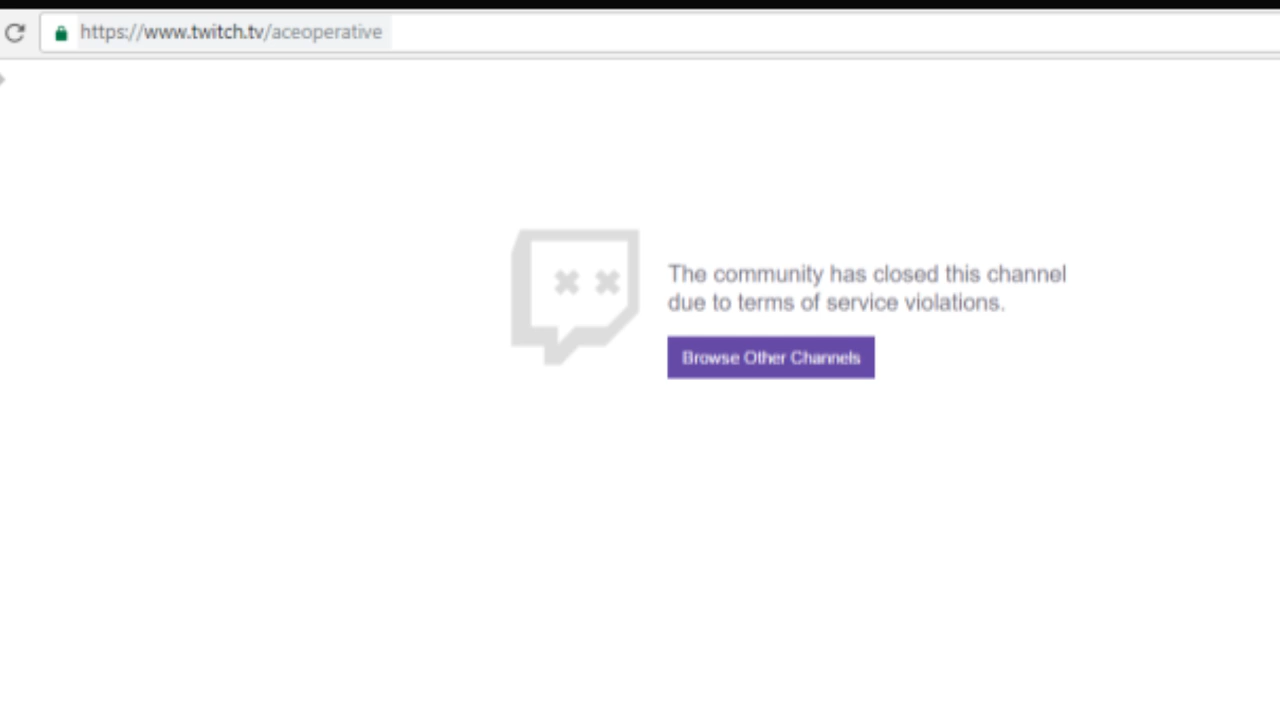 https://www.twitch.tv/aceoperative
The community has closed this channel
due to terms of service violations.
Browse Other Channels